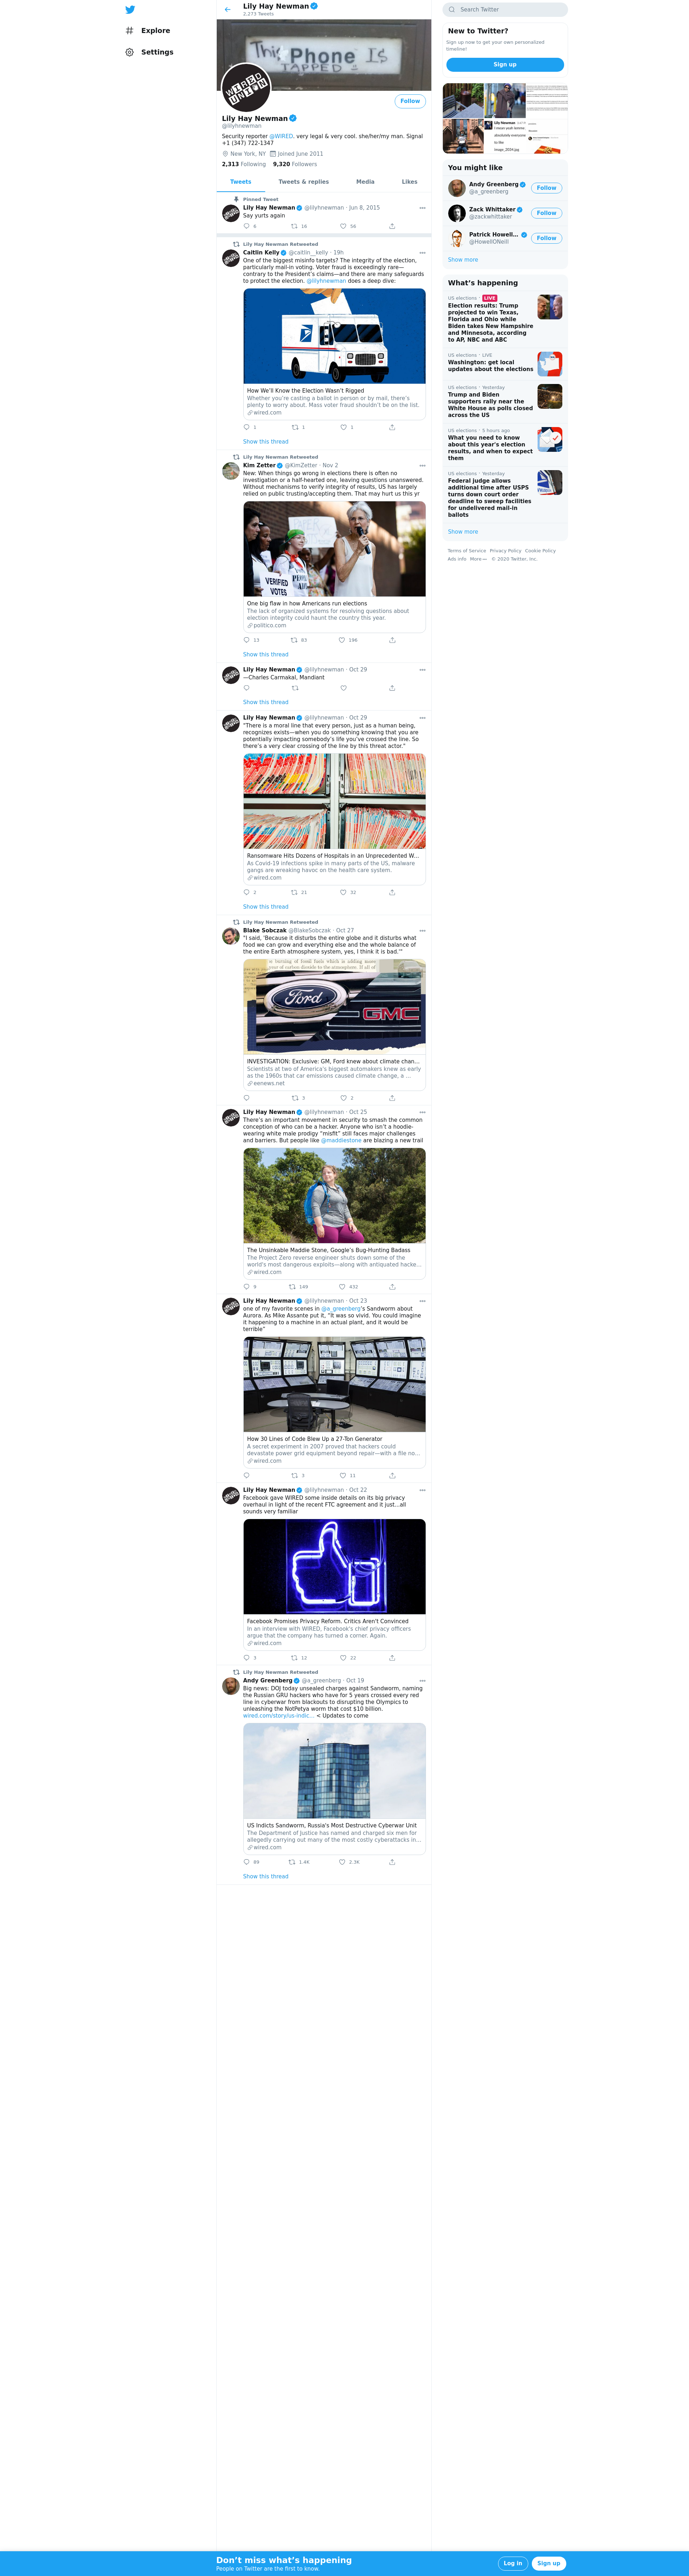 Explore
Settings
Lily Hay Newman
2,273 Tweets
This Phone Is
TAPPED
WIRED
UNION
Follow
Lily Hay Newman
@lilyhnewman
Security reporter @WIRED. very legal & very cool. she/her/my man. Signal
+1 (347) 722-1347
New York, NY Joined June 2011
2,313 Following 9,320 Followers
Tweets Tweets & replies Media Likes
Pinned Tweet
Lily Hay Newman @lilyhnewman · Jun 8, 2015
Say yurts again
6 14 56
Lily Hay Newman Retweeted
Caitlin Kelly @caitlin__kelly · 19h
One of the biggest misinfo targets? The integrity of the election,
particularly mail-in voting. Voter fraud is exceedingly rare—
contrary to the President's claims—and there are many safeguards
to protect the election. @lilyhnewman does a deep dive:
How We'll Know the Election Wasn't Rigged
Whether you're casting a ballot in person or by mail, there's
plenty to worry about. Mass voter fraud shouldn't be on the list.
wired.com
1 1 1
Show this thread
Lily Hay Newman Retweeted
Kim Zetter @KimZetter · Nov 2
New: When things go wrong in elections there is often no
investigation or a half-hearted one, leaving questions unanswered.
Without mechanisms to verify integrity of results, US has largely
relied on public trusting/accepting them. That may hurt us this yr
VERIFIED
VOTES
One big flaw in how Americans run elections
The lack of organized systems for resolving questions about
election integrity could haunt the country this year.
politico.com
13 83 196
Show this thread
Lily Hay Newman @lilyhnewman · Oct 29
—Charles Carmakal, Mandiant
Show this thread
Lily Hay Newman @lilyhnewman · Oct 29
"There is a moral line that every person, just as a human being,
recognizes exists—when you do something knowing that you are
potentially impacting somebody's life you've crossed the line. So
there's a very clear crossing of the line by this threat actor."
Ransomware Hits Dozens of Hospitals in an Unprecedented W...
As Covid-19 infections spike in many parts of the US, malware
gangs are wreaking havoc on the health care system.
wired.com
2 21 32
Show this thread
Lily Hay Newman Retweeted
Blake Sobczak @BlakeSobczak · Oct 27
"I said, 'Because it disturbs the entire globe and it disturbs what
food we can grow and everything else and the whole balance of
the entire Earth atmosphere system, yes, I think it is bad.'"
Ford
GMC
INVESTIGATION: Exclusive: GM, Ford knew about climate chan...
Scientists at two of America's biggest automakers knew as early
as the 1960s that car emissions caused climate change, a ...
eenews.net
3 2
Lily Hay Newman @lilyhnewman · Oct 25
There's an important movement in security to smash the common
conception of who can be a hacker. Anyone who isn't a hoodie-
wearing white male prodigy "misfit" still faces major challenges
and barriers. But people like @maddiestone are blazing a new trail
The Unsinkable Maddie Stone, Google's Bug-Hunting Badass
The Project Zero reverse engineer shuts down some of the
world's most dangerous exploits—along with antiquated hacke...
wired.com
9 149 432
Lily Hay Newman @lilyhnewman · Oct 23
one of my favorite scenes in @a_greenberg's Sandworm about
Aurora. As Mike Assante put it, "It was so vivid. You could imagine
it happening to a machine in an actual plant, and it would be
terrible"
How 30 Lines of Code Blew Up a 27-Ton Generator
A secret experiment in 2007 proved that hackers could
devastate power grid equipment beyond repair—with a file no...
wired.com
3 11
Lily Hay Newman @lilyhnewman · Oct 22
Facebook gave WIRED some inside details on its big privacy
overhaul in light of the recent FTC agreement and it just...all
sounds very familiar
Facebook Promises Privacy Reform. Critics Aren't Convinced
In an interview with WIRED, Facebook's chief privacy officers
argue that the company has turned a corner. Again.
wired.com
3 12 22
Lily Hay Newman Retweeted
Andy Greenberg @a_greenberg · Oct 19
Big news: DOJ today unsealed charges against Sandworm, naming
the Russian GRU hackers who have for 5 years crossed every red
line in cyberwar from blackouts to disrupting the Olympics to
unleashing the NotPetya worm that cost $10 billion.
wired.com/story/us-indic... < Updates to come
US Indicts Sandworm, Russia's Most Destructive Cyberwar Unit
The Department of Justice has named and charged six men for
allegedly carrying out many of the most costly cyberattacks in...
wired.com
89 1.4K 2.3K
Show this thread
Search Twitter
New to Twitter?
Sign up now to get your own personalized
timeline!
Sign up
You might like
Andy Greenberg
@a_greenberg
Follow
Zack Whittaker
@zackwhittaker
Follow
Patrick Howell...
@HowellONeill
Follow
Show more
What's happening
US elections · LIVE
Election results: Trump
projected to win Texas,
Florida and Ohio while
Biden takes New Hampshire
and Minnesota, according
to AP, NBC and ABC
US elections · LIVE
Washington: get local
updates about the elections
US elections · Yesterday
Trump and Biden
supporters rally near the
White House as polls closed
across the US
US elections · 5 hours ago
What you need to know
about this year's election
results, and when to expect
them
US elections · Yesterday
Federal judge allows
additional time after USPS
turns down court order
deadline to sweep facilities
for undelivered mail-in
ballots
Show more
Terms of Service Privacy Policy Cookie Policy
Ads info More © 2020 Twitter, Inc.
Don't miss what's happening
People on Twitter are the first to know.
Log in Sign up